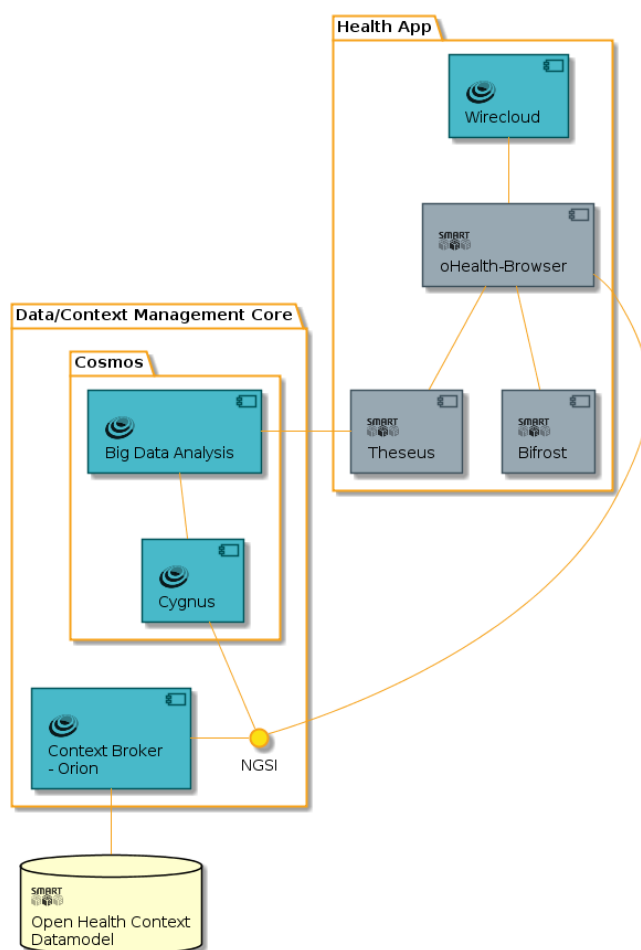 Health App
Wirecloud
SMART
oHealth-Browser
Data/Context Management Core
Cosmos
Big Data Analysis
SMART
Theseus
SMART
Bifrost
Cygnus
Context Broker
- Orion
NGSI
SMART
Open Health Context
Datamodel